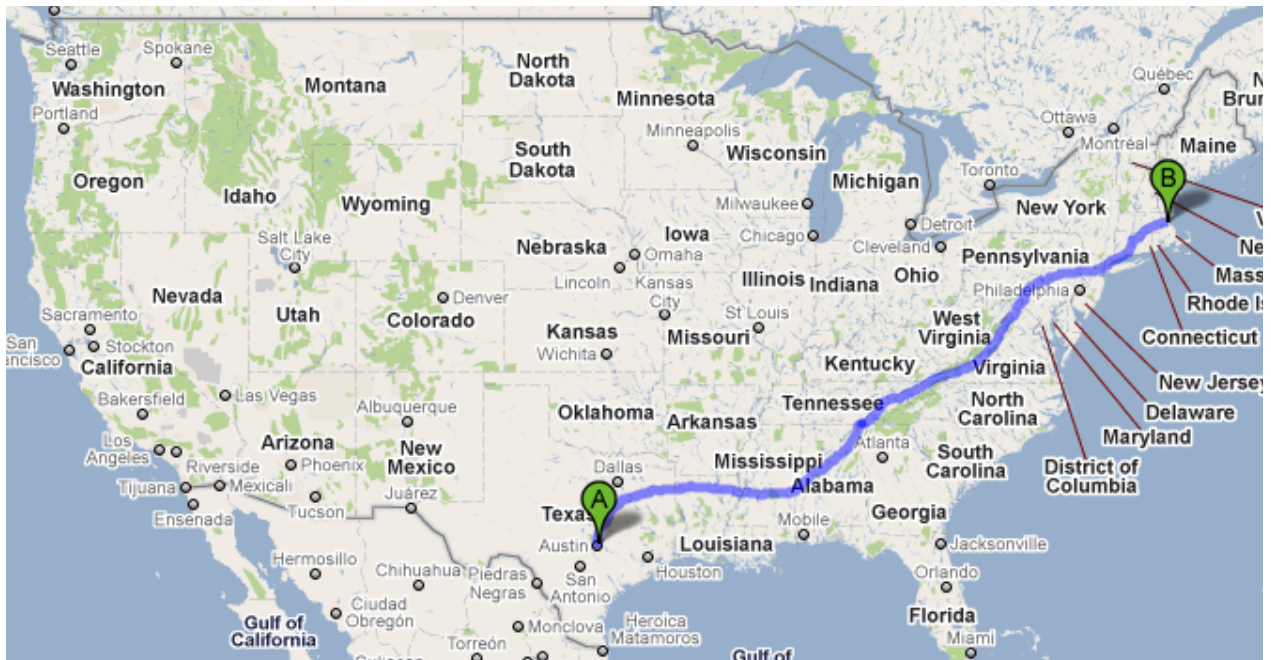 Québec
Seattle
Spokane
Washington
Montana
North
Dakota
Minnesota
Ottawa
Montréal
Maine
Portland
Minneapolis
South
Dakota
Wisconsin
Oregon
Idaho
Wyoming
Michigan
Toronto
New York
B
Milwaukee
Chicago
Detroit
Cleveland
Salt Lake
City
Nebraska
Iowa
Omaha
Lincoln
Illinois
Indiana
Ohio
Pennsylvania
Philadelphia
Nevada
Utah
Denver
Colorado
Kansas
City
St Louis
Missouri
Kansas
Wichita
West
Virginia
Virginia
Kentucky
Rhode Is
Connecticut
New Jersey
Delaware
Maryland
District of
Columbia
Sacramento
Stockton
San
California
Las Vegas
Bakersfield
Los
Angeles
Albuquerque
Oklahoma
Arkansas
Tennessee
North
Carolina
Arizona
Phoenix
New
Mexico
Riverside
Mexicali
Tijuana
Ensenada
Tucson
Juárez
Dallas
Mississippi
Alabama
Atlanta
South
Carolina
Georgia
A
Texas
Austin
San
Antonio
Houston
Louisiana
Mobile
Jacksonville
Orlando
Florida
Miami
Hermosillo
Chihuahua
Piedras
Negras
Ciudad
Obregón
Gulf of
California
Monclova
Heroica
Matamoros
Torreón
Gulf of